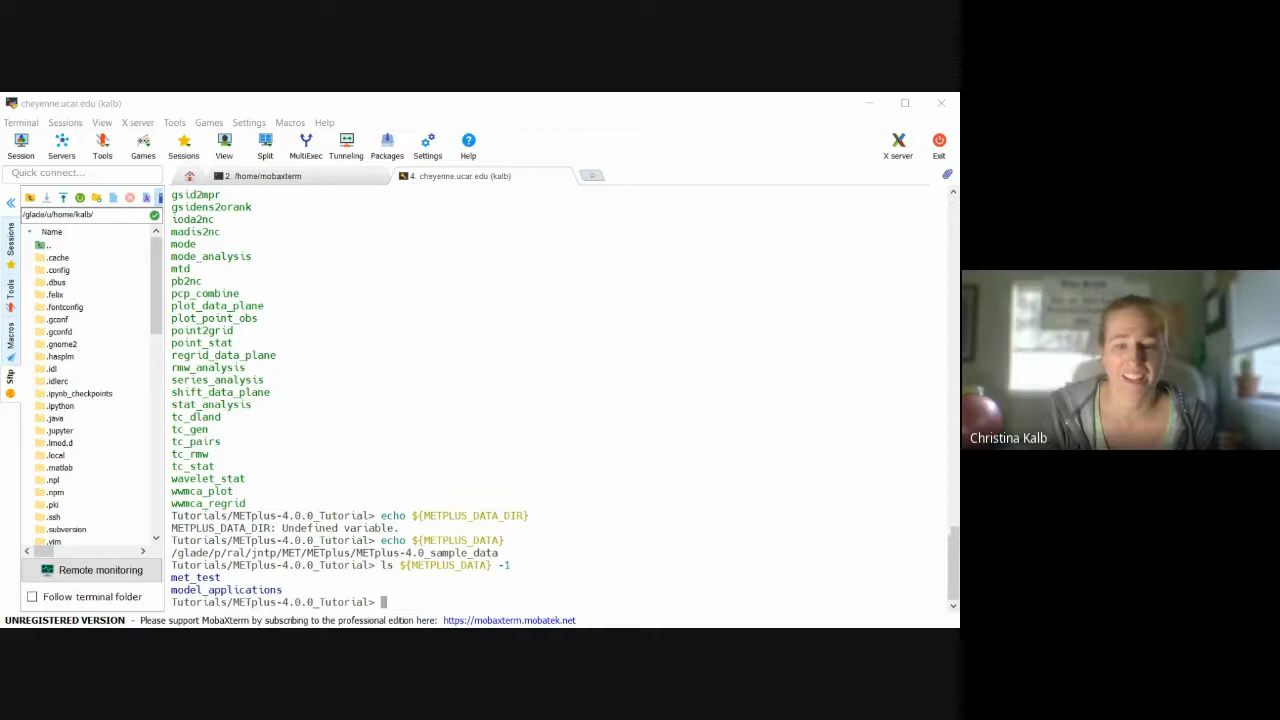 cheyenne.ucar.edu (kalb)
Terminal Sessions View X server Tools Games Settings Macros Help
Session Servers Tools Games Sessions View Split MultiExec Tunneling Packages Settings Help X server Exit
Quick connect...
2. /home/mobaxterm
4. cheyenne.ucar.edu (kalb)
/glade/u/home/kalb/
Name
..
.cache
.config
.dbus
.felix
.fontconfig
.gconf
.gconfd
.gnome2
.hasplm
.idl
.idlerc
.ipynb_checkpoints
.ipython
.java
.jupyter
.lmod.d
.local
.matlab
.npl
.npm
.pki
.ssh
.subversion
.vim
Sessions
Tools
Macros
Sftp
Remote monitoring
Follow terminal folder
gsid2mpr
gsidens2orank
ioda2nc
madis2nc
mode
mode_analysis
mtd
pb2nc
pcp_combine
plot_data_plane
plot_point_obs
point2grid
point_stat
regrid_data_plane
rmw_analysis
series_analysis
shift_data_plane
stat_analysis
tc_dland
tc_gen
tc_pairs
tc_rmw
tc_stat
wavelet_stat
wwmca_plot
wwmca_regrid
Tutorials/METplus-4.0.0_Tutorial> echo ${METPLUS_DATA_DIR}
METPLUS_DATA_DIR: Undefined variable.
Tutorials/METplus-4.0.0_Tutorial> echo ${METPLUS_DATA}
/glade/p/ral/jntp/MET/METplus/METplus-4.0_sample_data
Tutorials/METplus-4.0.0_Tutorial> ls ${METPLUS_DATA} -1
met_test
model_applications
Tutorials/METplus-4.0.0_Tutorial>
UNREGISTERED VERSION - Please support MobaXterm by subscribing to the professional edition here: https://mobaxterm.mobatek.net
Christina Kalb